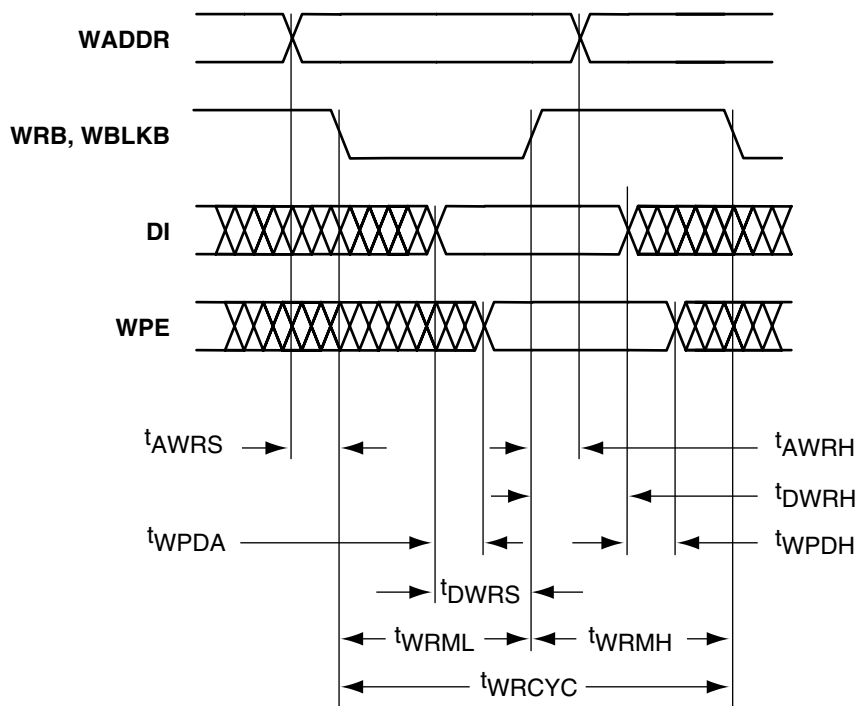 WADDR
WRB, WBLKB
DI
WPE
tAWRS
tAWRH
tDWRH
tWPDA
tWPDH
tDWRS
tWRML
tWRMH
tWRCYC